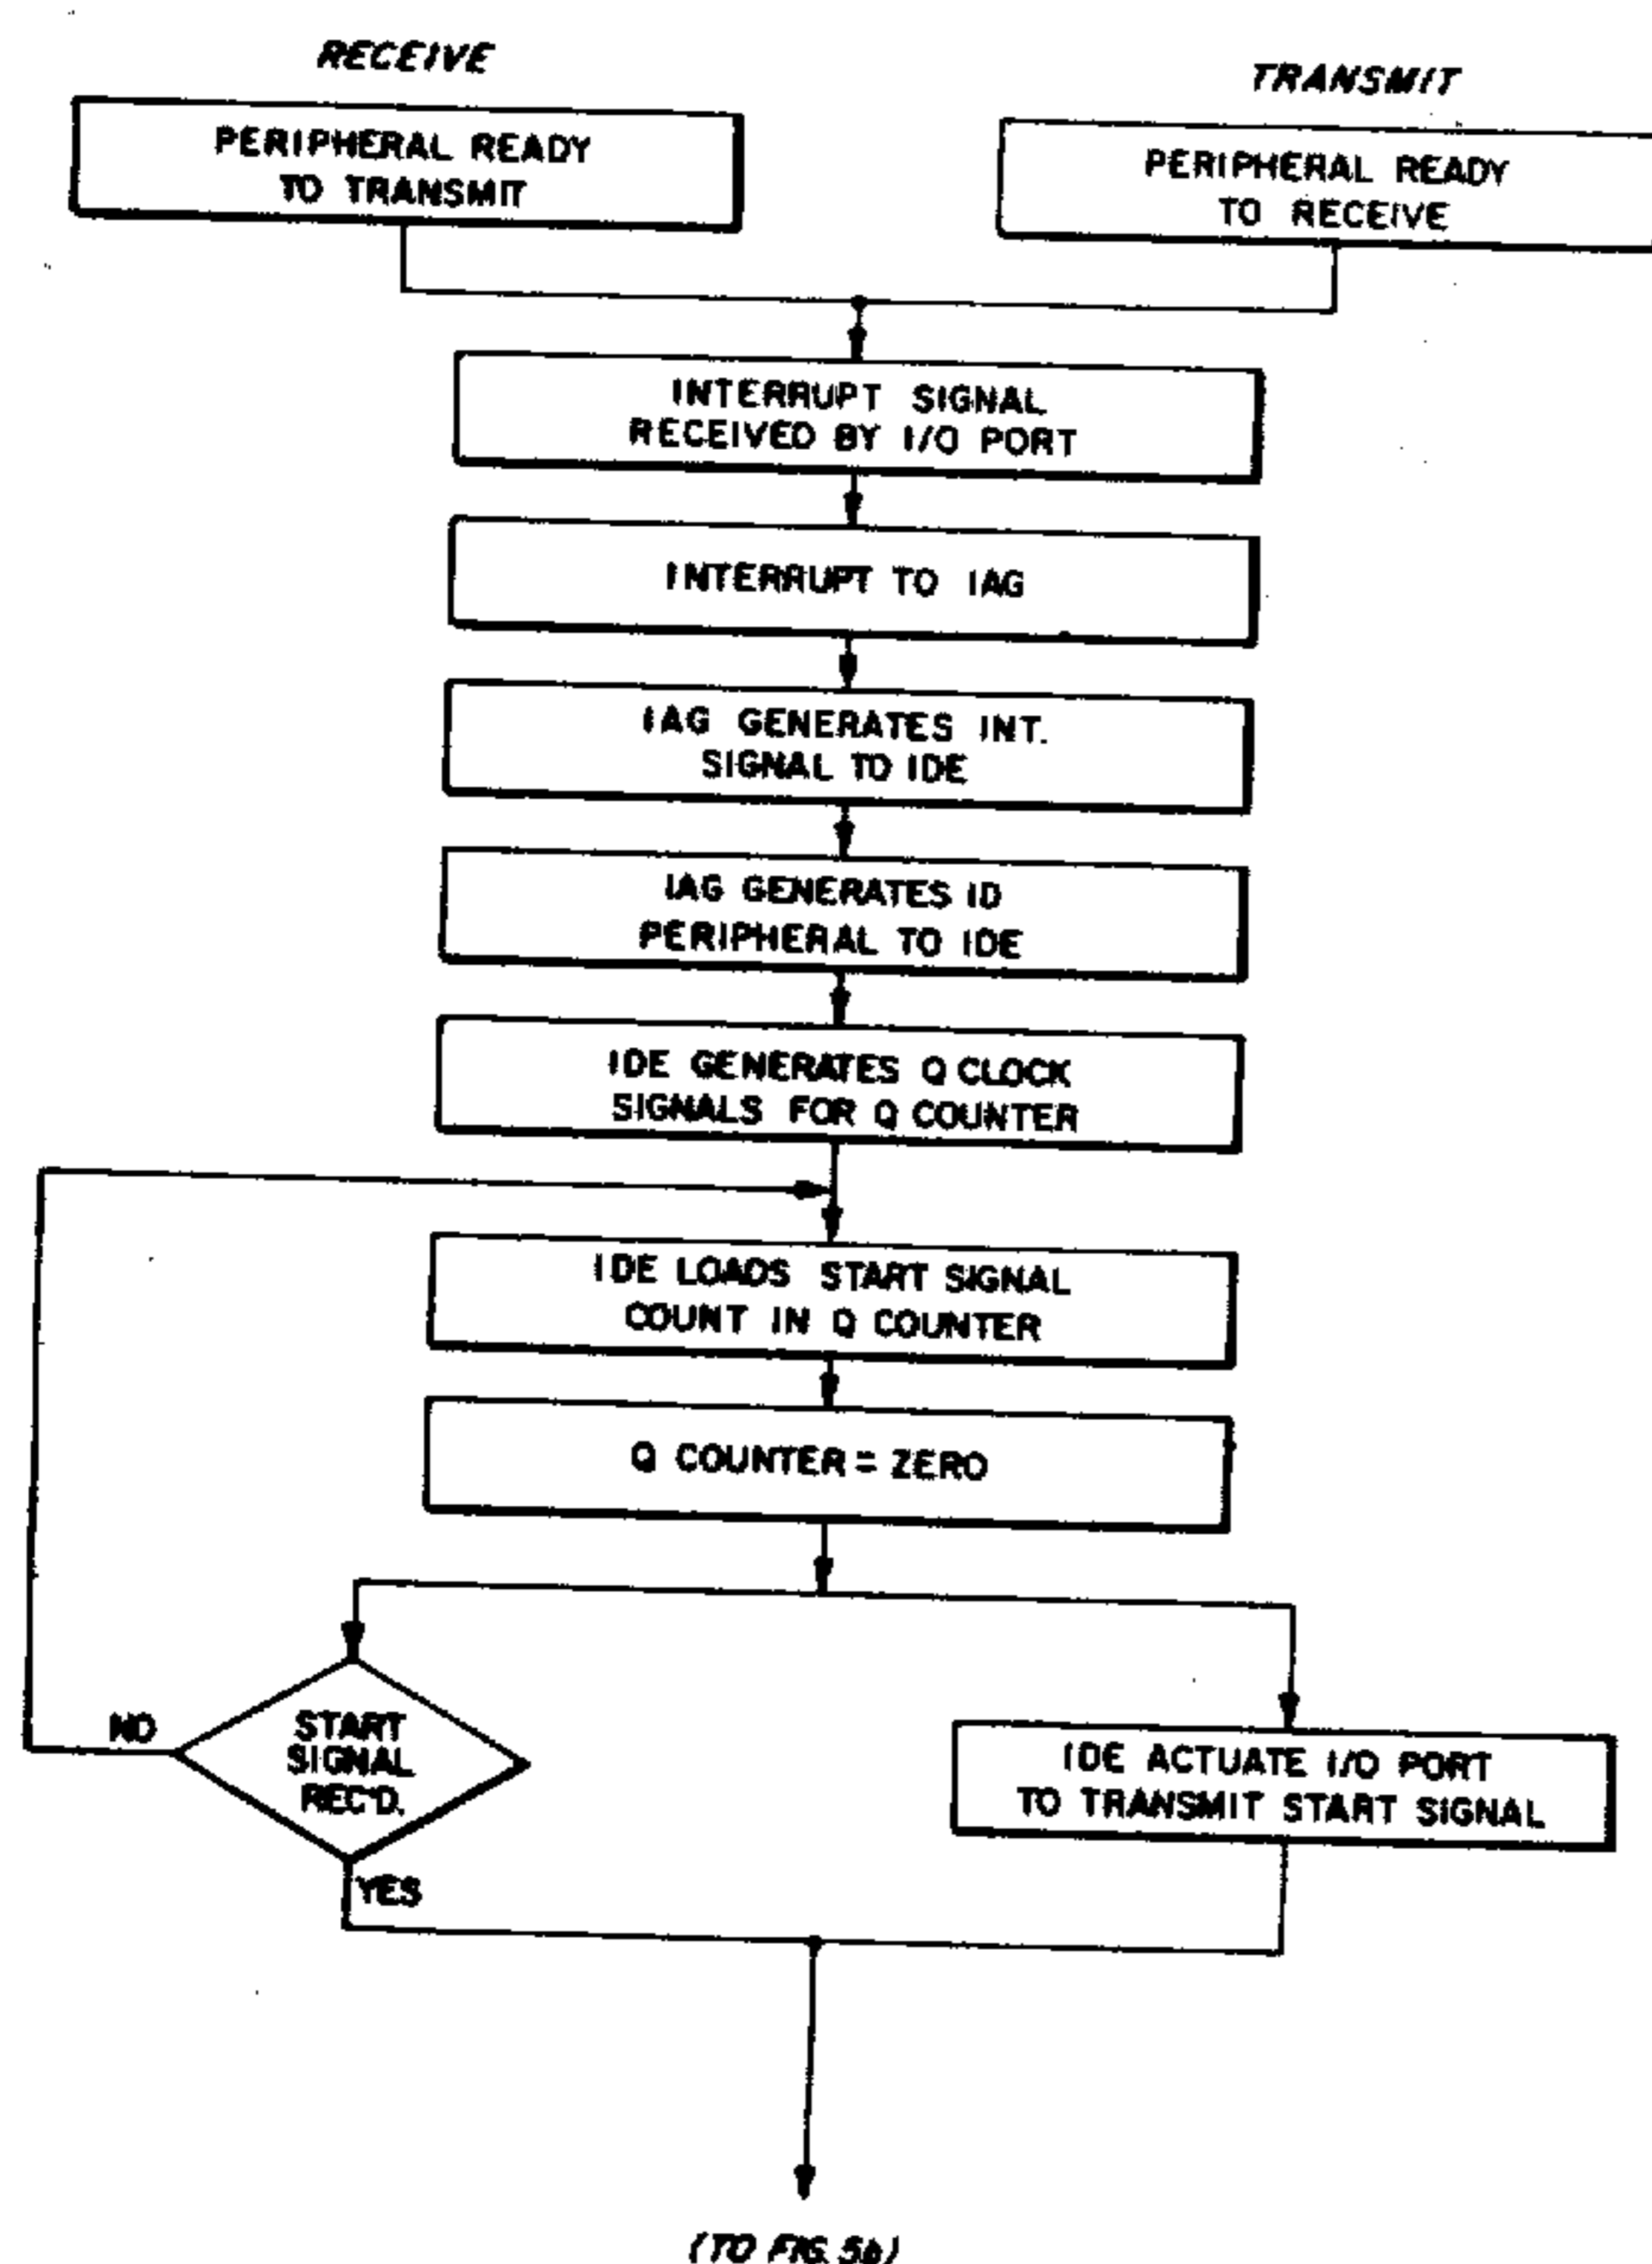 RECEIVE
TRANSMIT
PERIPHERAL READY
TO TRANSMIT
PERIPHERAL READY
TO RECEIVE
INTERRUPT SIGNAL
RECEIVED BY I/O PORT
INTERRUPT TO IAG
IAG GENERATES INT.
SIGNAL TO IDE
IAG GENERATES ID
PERIPHERAL TO IDE
IDE GENERATES Q CLOCK
SIGNALS FOR Q COUNTER
IDE LOADS START SIGNAL
COUNT IN Q COUNTER
Q COUNTER = ZERO
NO
START
SIGNAL
REC'D.
YES
IDE ACTUATE I/O PORT
TO TRANSMIT START SIGNAL
(TO FIG. 5b)